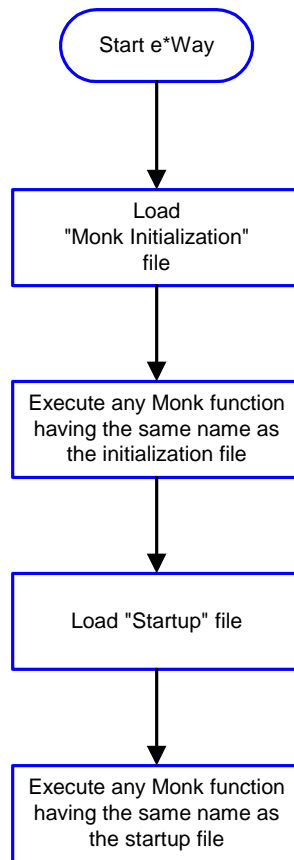 Start e*Way
Load
"Monk Initialization"
file
Execute any Monk function
having the same name as
the initialization file
Load "Startup" file
Execute any Monk function
having the same name as
the startup file